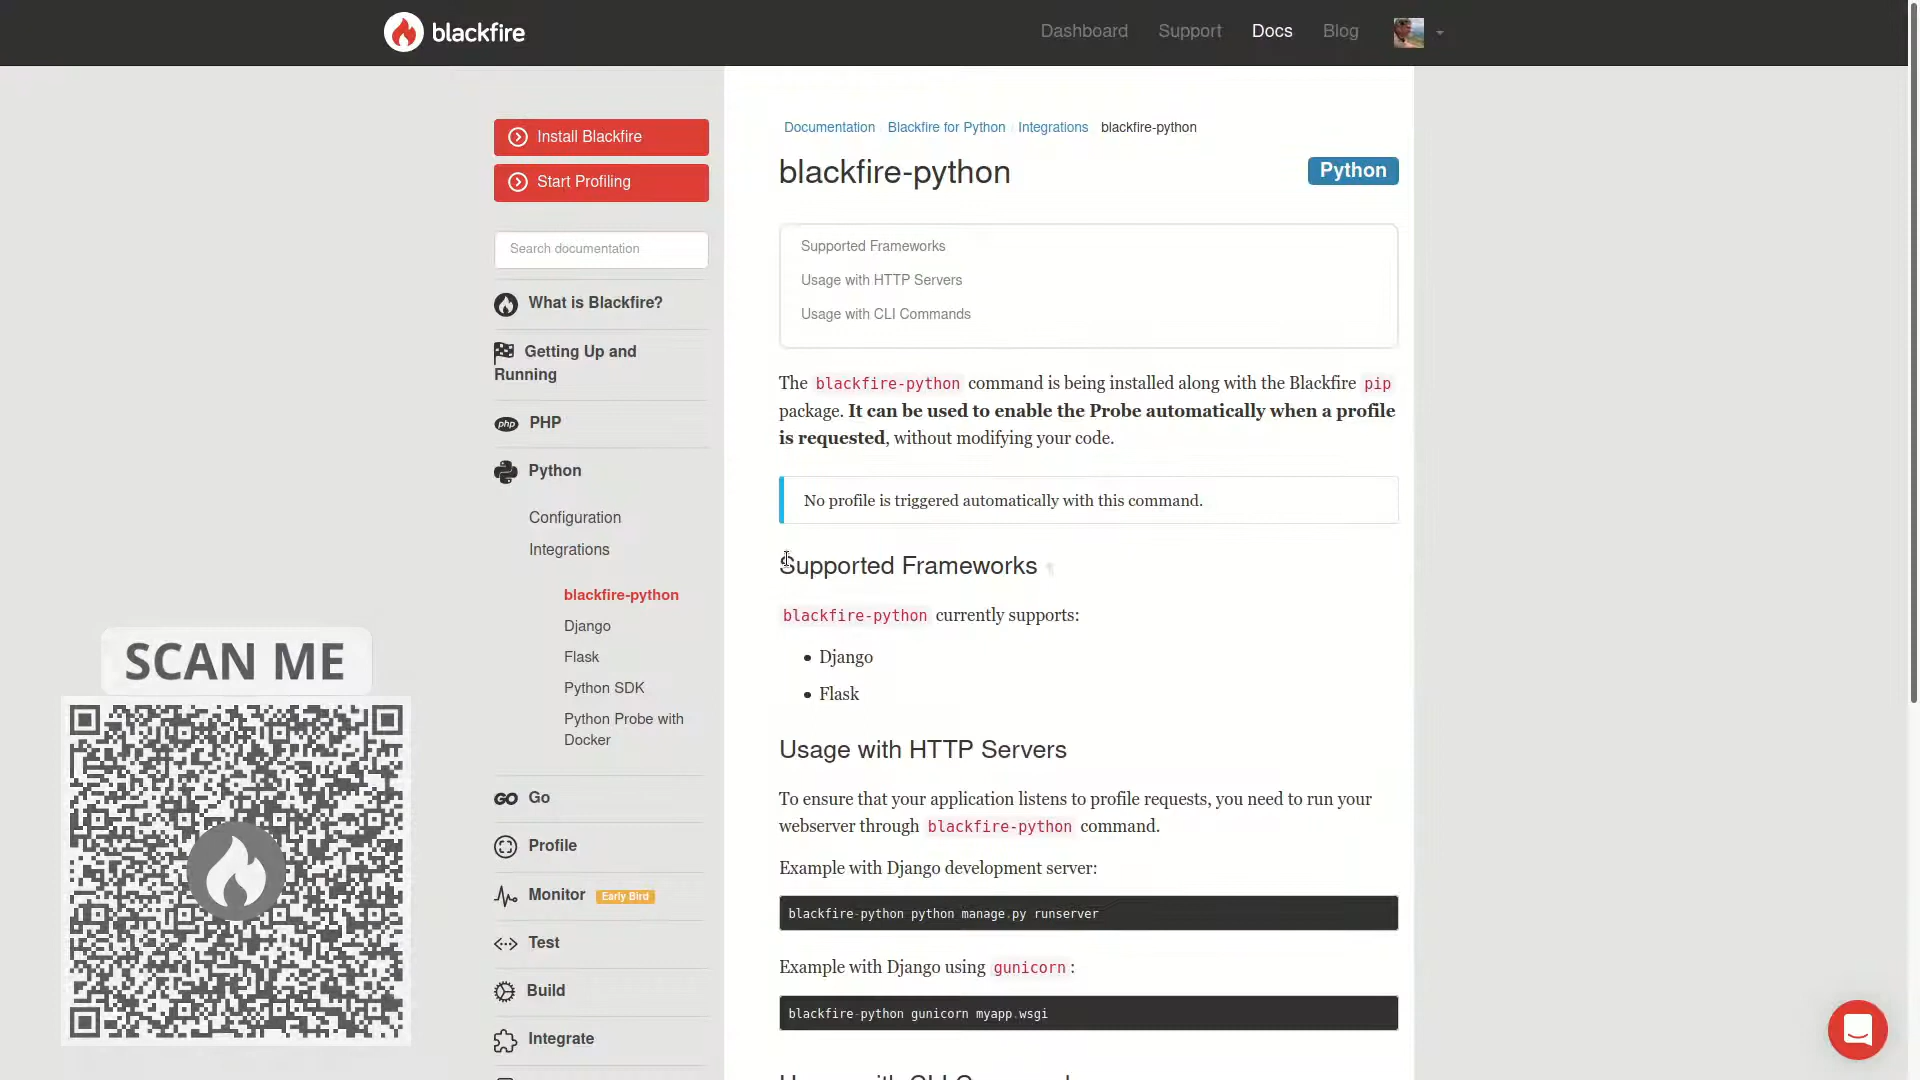 blackfire
Dashboard Support Docs Blog
Install Blackfire
Start Profiling
Search documentation
What is Blackfire?
Getting Up and
Running
php PHP
Python
Configuration
Integrations
blackfire-python
Django
Flask
Python SDK
Python Probe with
Docker
GO Go
Profile
Monitor Early Bird
Test
Build
Integrate
SCAN ME
Documentation Blackfire for Python Integrations blackfire-python
blackfire-python Python
Supported Frameworks
Usage with HTTP Servers
Usage with CLI Commands
The blackfire-python command is being installed along with the Blackfire pip
package. It can be used to enable the Probe automatically when a profile
is requested, without modifying your code.
No profile is triggered automatically with this command.
Supported Frameworks ¶
blackfire-python currently supports:
• Django
• Flask
Usage with HTTP Servers
To ensure that your application listens to profile requests, you need to run your
webserver through blackfire-python command.
Example with Django development server:
blackfire-python python manage.py runserver
Example with Django using gunicorn:
blackfire-python gunicorn myapp.wsgi
Usage with CLI Commands